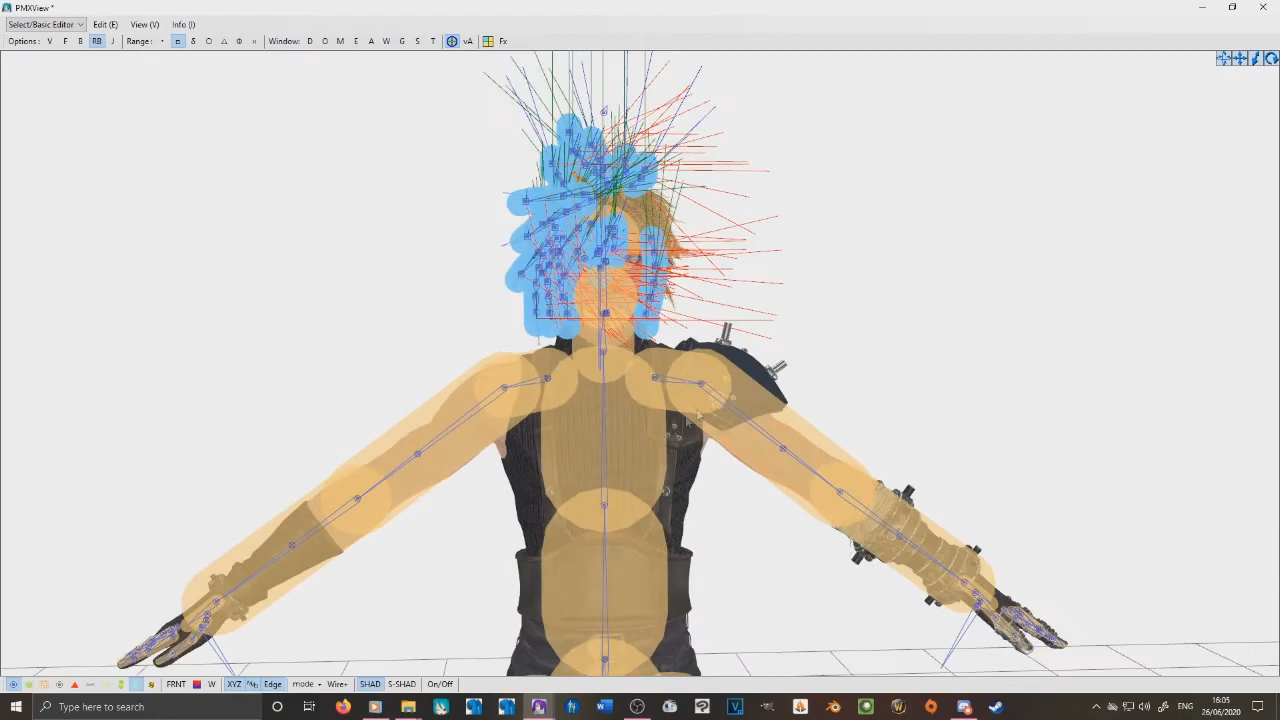 PMXView *
Select/Basic Editor Edit (E) View (V) Info (I)
Options: V F B RB J Range: Window: D O M E A W G S T vA Fx
FRNT W XYZ Edge mode Wire+ SHAD S-SHAD On/Off
Type here to search
ENG
16:05
26/06/2020